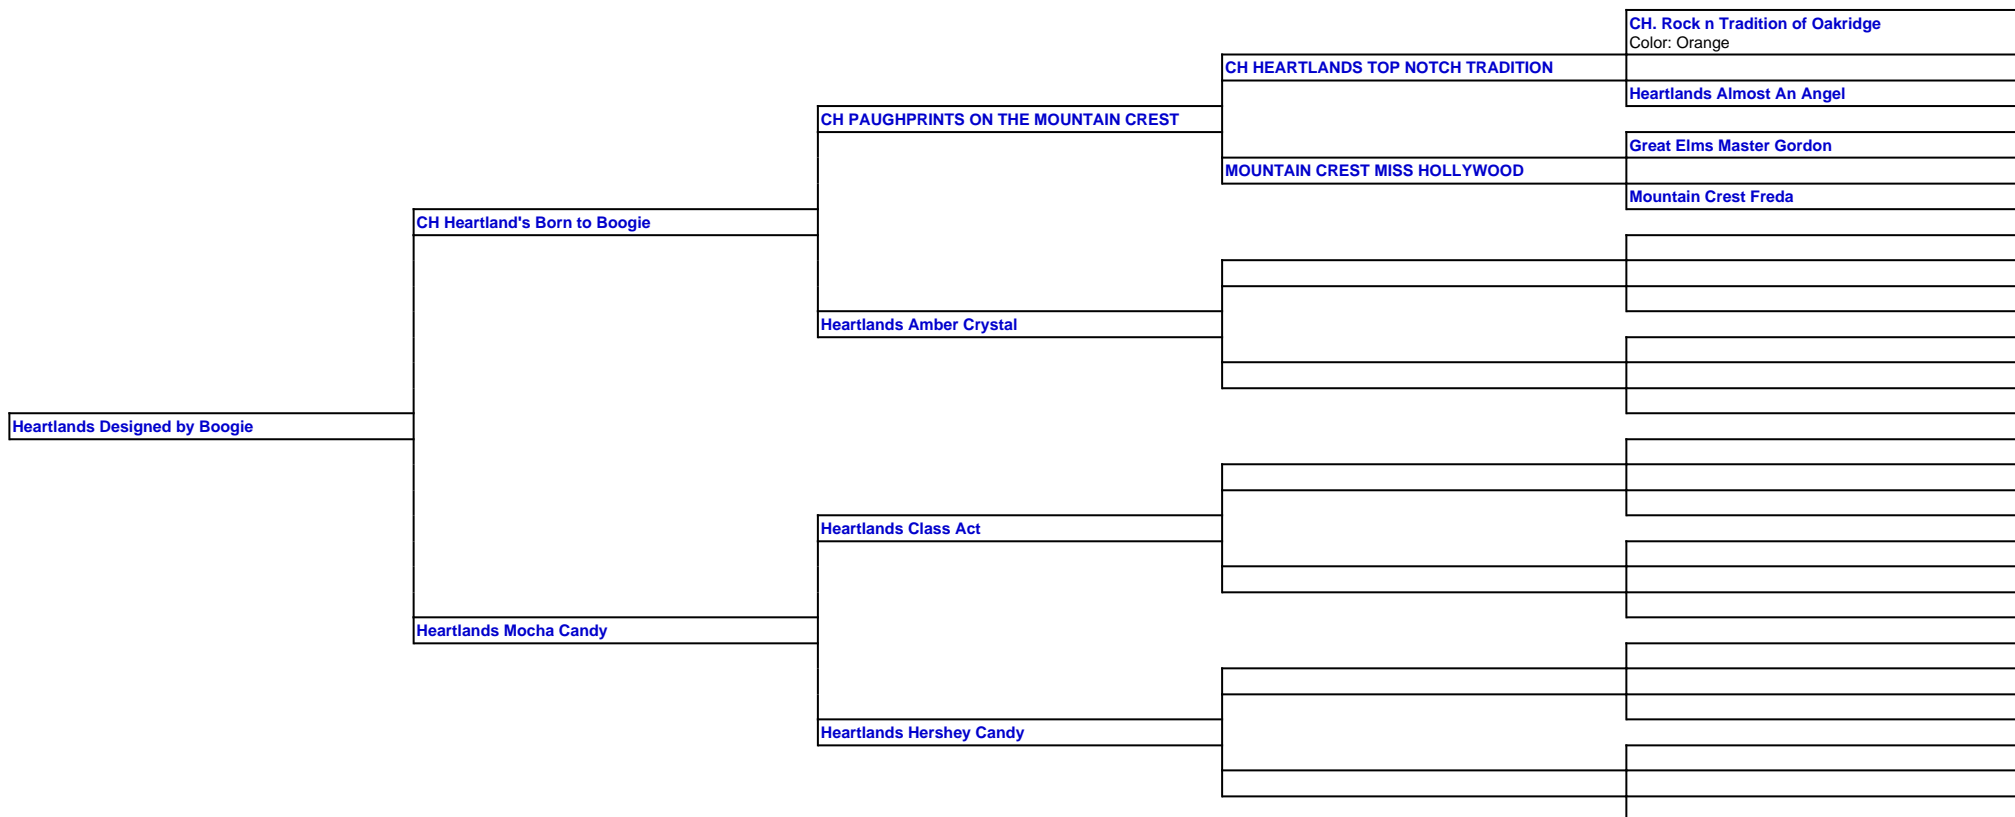 CH. Rock n Tradition of Oakridge
Color: Orange
CH HEARTLANDS TOP NOTCH TRADITION
Heartlands Almost An Angel
CH PAUGHPRINTS ON THE MOUNTAIN CREST
Great Elms Master Gordon
MOUNTAIN CREST MISS HOLLYWOOD
Mountain Crest Freda
CH Heartland's Born to Boogie
Heartlands Amber Crystal
Heartlands Designed by Boogie
Heartlands Class Act
Heartlands Mocha Candy
Heartlands Hershey Candy